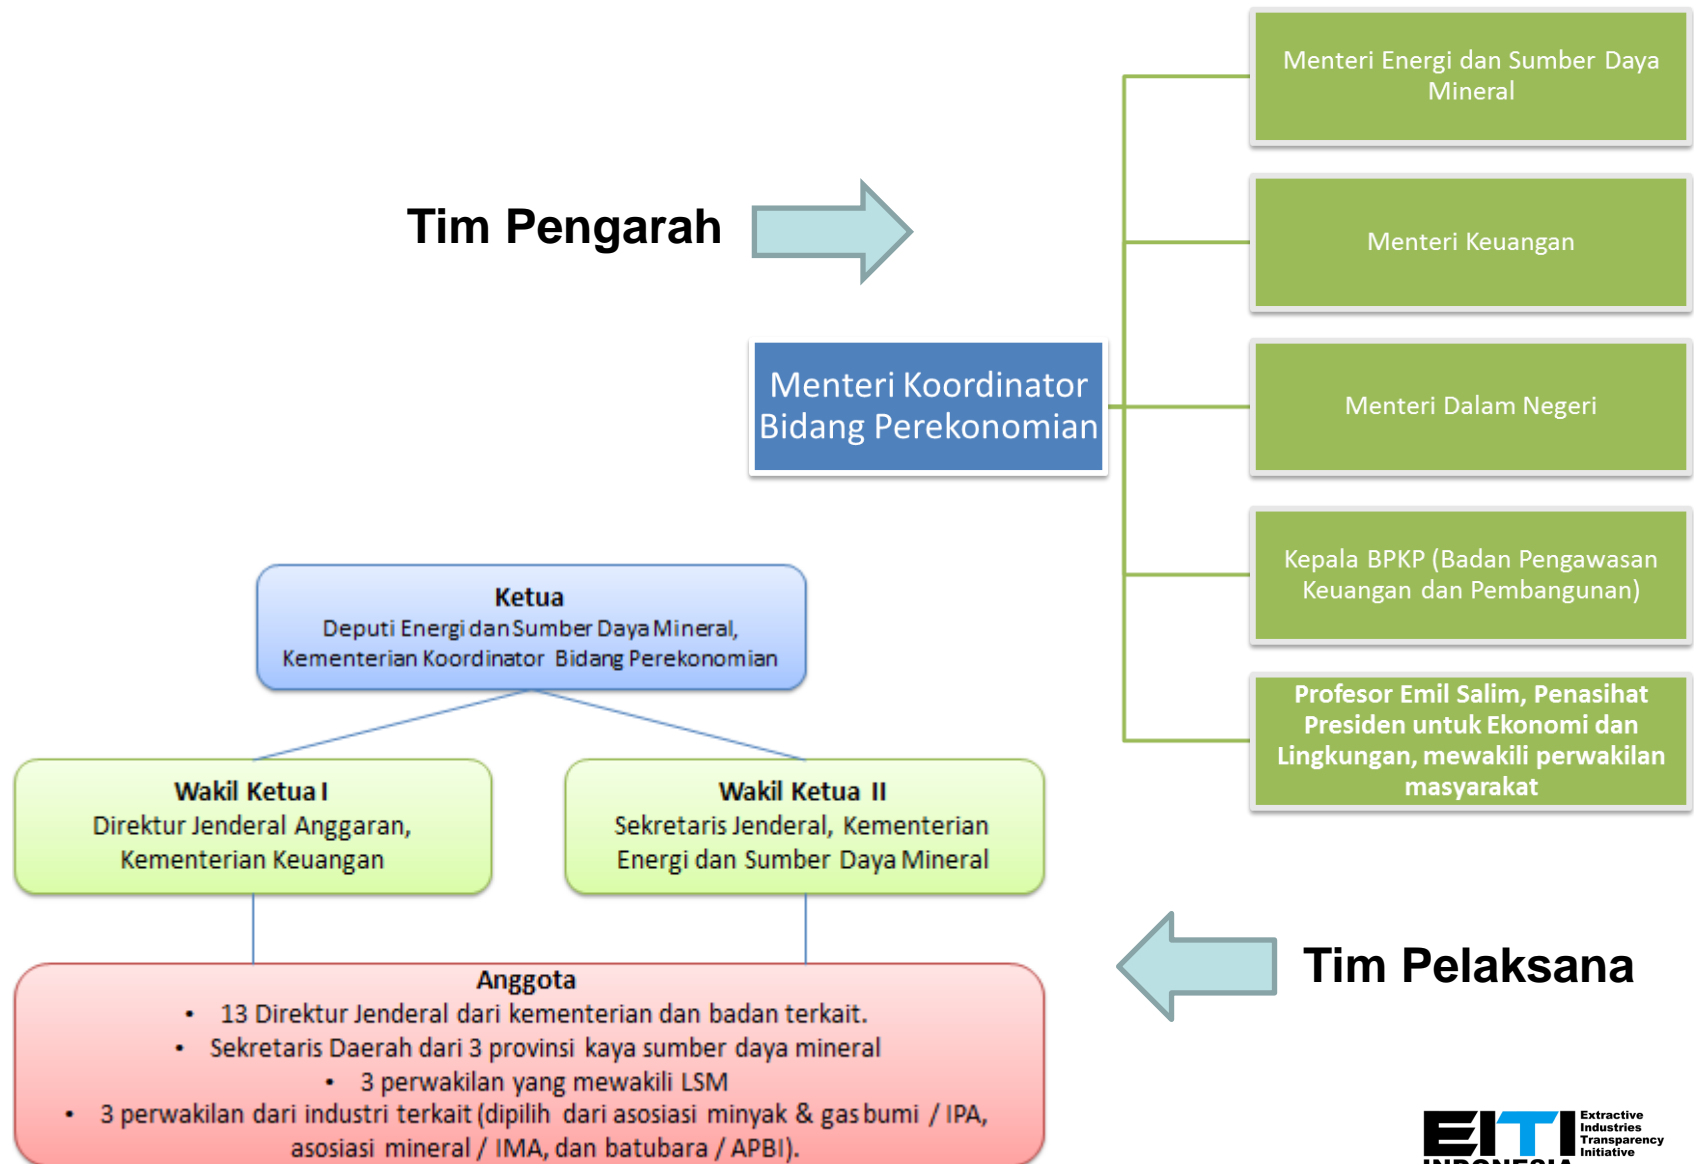 Tim Pengarah
Menteri Koordinator
Bidang Perekonomian
Menteri Energi dan Sumber Daya
Mineral
Menteri Keuangan
Menteri Dalam Negeri
Kepala BPKP (Badan Pengawasan
Keuangan dan Pembangunan)
Profesor Emil Salim, Penasihat
Presiden untuk Ekonomi dan
Lingkungan, mewakili perwakilan
masyarakat
Ketua
Deputi Energi dan Sumber Daya Mineral,
Kementerian Koordinator Bidang Perekonomian
Wakil Ketua I
Direktur Jenderal Anggaran,
Kementerian Keuangan
Wakil Ketua II
Sekretaris Jenderal, Kementerian
Energi dan Sumber Daya Mineral
Anggota
• 13 Direktur Jenderal dari kementerian dan badan terkait.
• Sekretaris Daerah dari 3 provinsi kaya sumber daya mineral
• 3 perwakilan yang mewakili LSM
• 3 perwakilan dari industri terkait (dipilih dari asosiasi minyak & gas bumi / IPA,
asosiasi mineral / IMA, dan batubara / APBI).
Tim Pelaksana
EITI
Extractive
Industries
Transparency
Initiative
INDONESIA